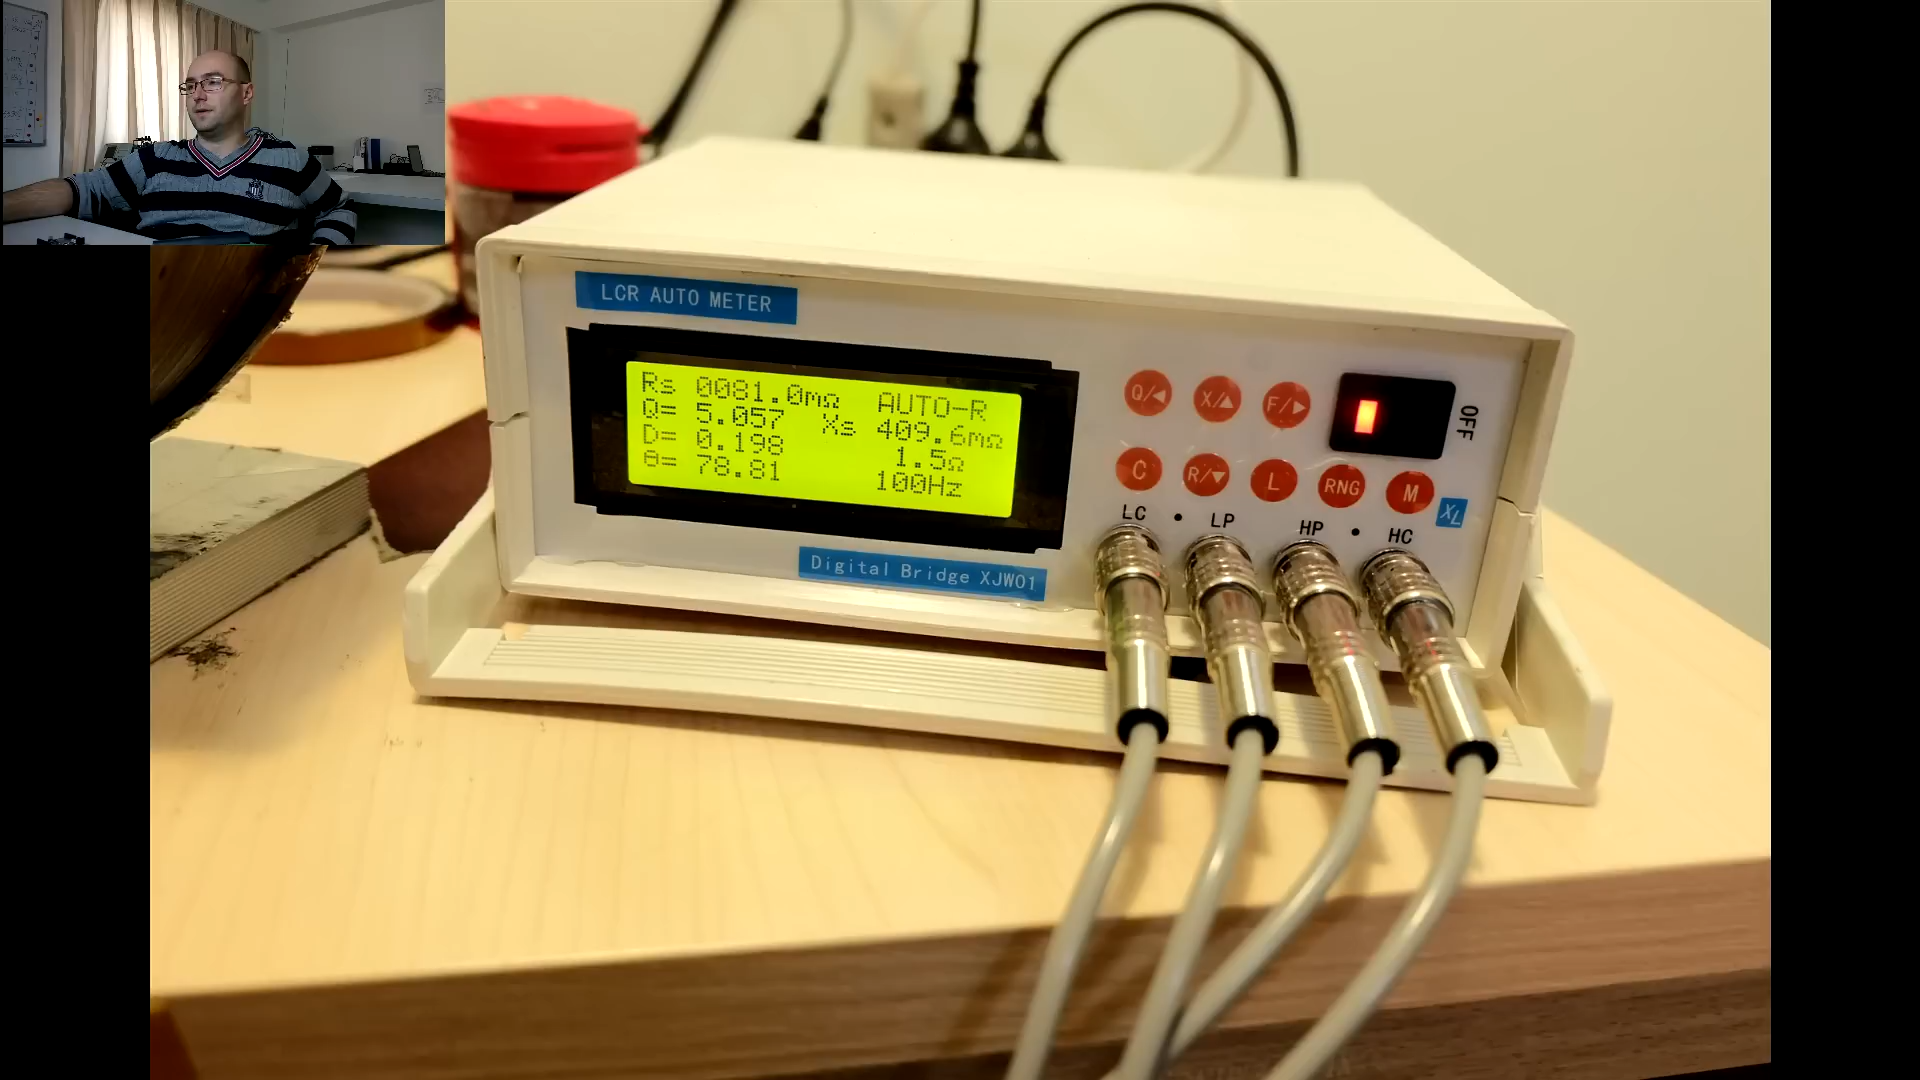 LCR AUTO METER
Rs 0081.0mΩ AUTO-R
Q= 5.057 Xs 409.6mΩ
D= 0.198 1.5Ω
θ= 78.81 100Hz
Digital Bridge XJW01
Q/◀ X/▲ F/▶
OFF
C R/▼ L RNG M
XL
LC • LP HP • HC